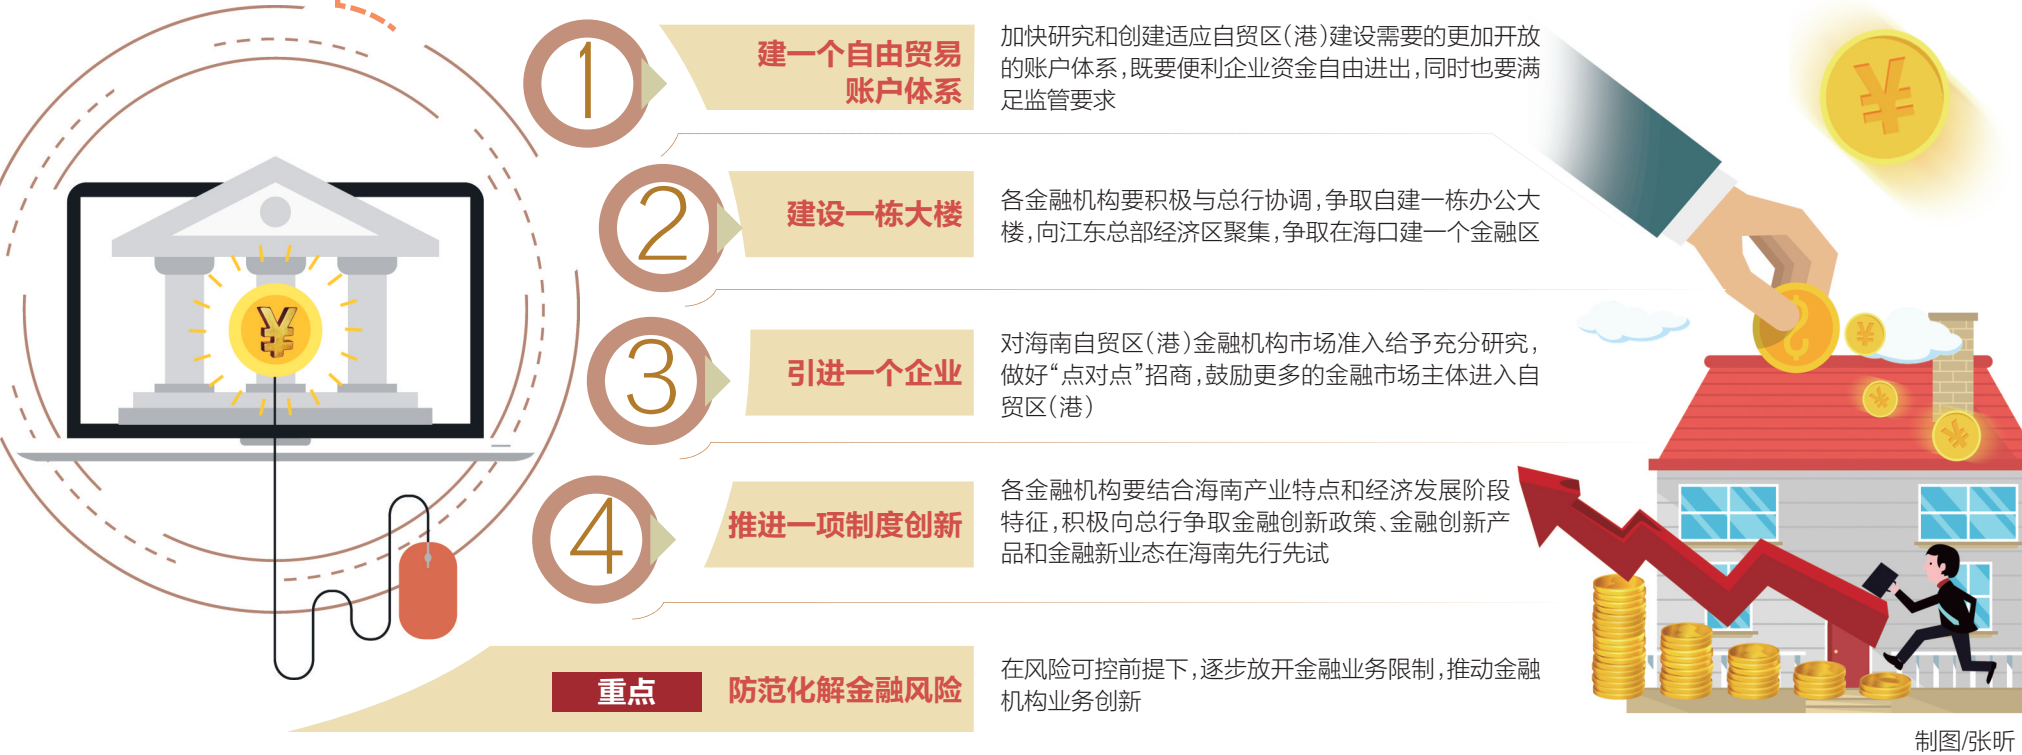 1
建一个自由贸易
账户体系
加快研究和创建适应自贸区(港)建设需要的更加开放
的账户体系,既要便利企业资金自由进出,同时也要满
足监管要求
2
建设一栋大楼
各金融机构要积极与总行协调,争取自建一栋办公大
楼,向江东总部经济区聚集,争取在海口建一个金融区
3
引进一个企业
对海南自贸区(港)金融机构市场准入给予充分研究,
做好“点对点”招商,鼓励更多的金融市场主体进入自
贸区(港)
4
推进一项制度创新
各金融机构要结合海南产业特点和经济发展阶段
特征,积极向总行争取金融创新政策、金融创新产
品和金融新业态在海南先行先试
重点
防范化解金融风险
在风险可控前提下,逐步放开金融业务限制,推动金融
机构业务创新
制图/张昕